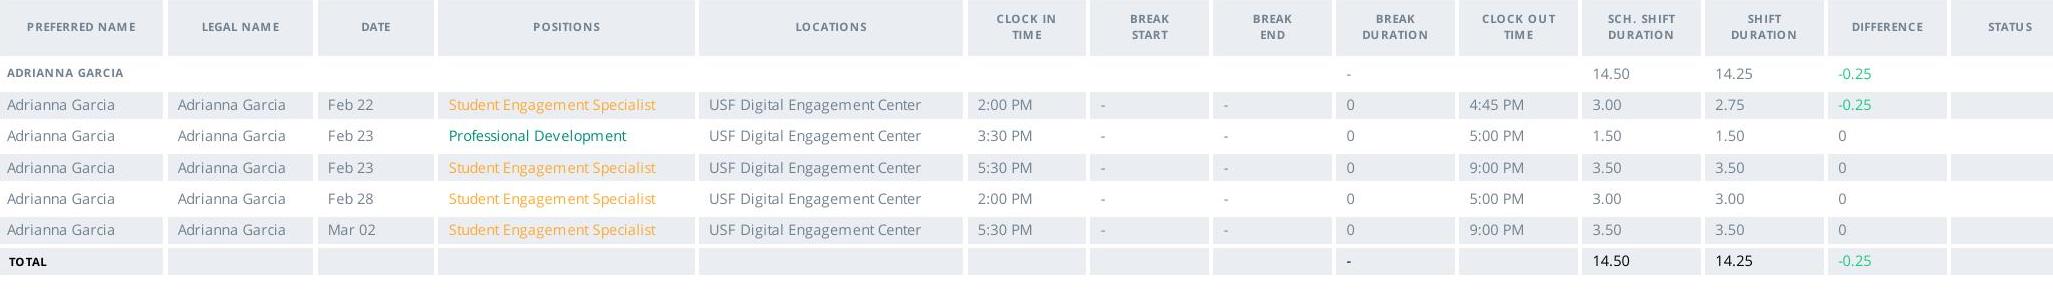 PREFERRED NAME LEGAL NAME DATE POSITIONS LOCATIONS CLOCK IN TIME BREAK START BREAK END BREAK DURATION CLOCK OUT TIME SCH. SHIFT DURATION SHIFT DURATION DIFFERENCE STATUS
ADRIANNA GARCIA - 14.50 14.25 -0.25
Adrianna Garcia Adrianna Garcia Feb 22 Student Engagement Specialist USF Digital Engagement Center 2:00 PM - - 0 4:45 PM 3.00 2.75 -0.25
Adrianna Garcia Adrianna Garcia Feb 23 Professional Development USF Digital Engagement Center 3:30 PM - - 0 5:00 PM 1.50 1.50 0
Adrianna Garcia Adrianna Garcia Feb 23 Student Engagement Specialist USF Digital Engagement Center 5:30 PM - - 0 9:00 PM 3.50 3.50 0
Adrianna Garcia Adrianna Garcia Feb 28 Student Engagement Specialist USF Digital Engagement Center 2:00 PM - - 0 5:00 PM 3.00 3.00 0
Adrianna Garcia Adrianna Garcia Mar 02 Student Engagement Specialist USF Digital Engagement Center 5:30 PM - - 0 9:00 PM 3.50 3.50 0
TOTAL - 14.50 14.25 -0.25